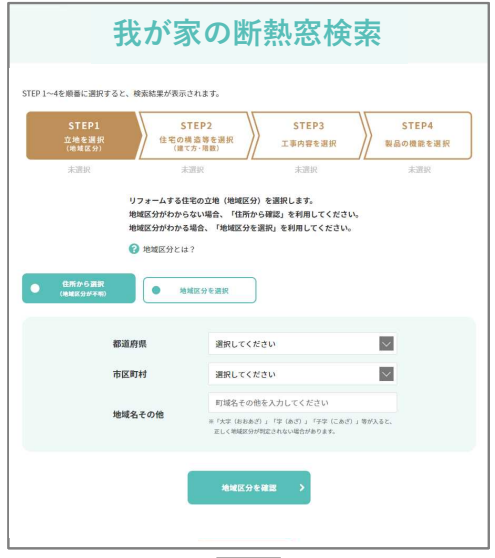 我が家の断熱窓検索
STEP 1〜4を順番に選択すると、検索結果が表示されます。
STEP1
立地を選択
(地域区分)
未選択
STEP2
住宅の構造等を選択
(建て方・階数)
未選択
STEP3
工事内容を選択
未選択
STEP4
製品の機能を選択
未選択
リフォームする住宅の立地（地域区分）を選択します。
地域区分がわからない場合、「住所から確認」を利用してください。
地域区分がわかる場合、「地域区分を選択」を利用してください。
? 地域区分とは？
住所から選択
(地域区分が不明)
地域区分を選択
都道府県
選択してください
市区町村
選択してください
地域名その他
町域名その他を入力してください
※「大字（おおあざ）」「字（あざ）」「子字（こあざ）」等が入ると、
正しく地域区分が判定されない場合があります。
地域区分を確認